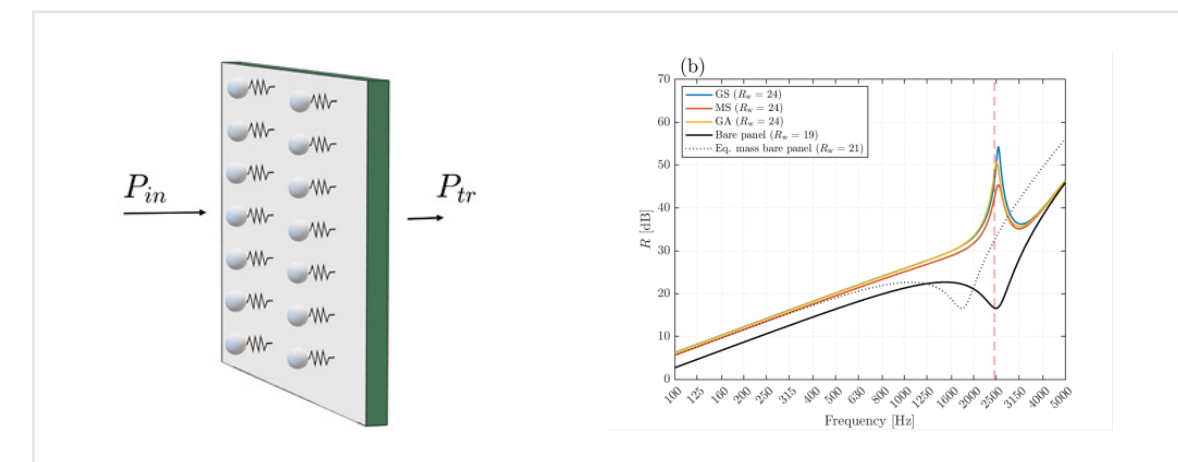 P_in
P_tr
(b)
GS (R_w = 24)
MS (R_w = 24)
GA (R_w = 24)
Bare panel (R_w = 19)
Eq. mass bare panel (R_w = 21)
R [dB]
70
60
50
40
30
20
10
0
100 125 160 200 250 315 400 500 630 800 1000 1250 1600 2000 2500 3150 4000 5000
Frequency [Hz]